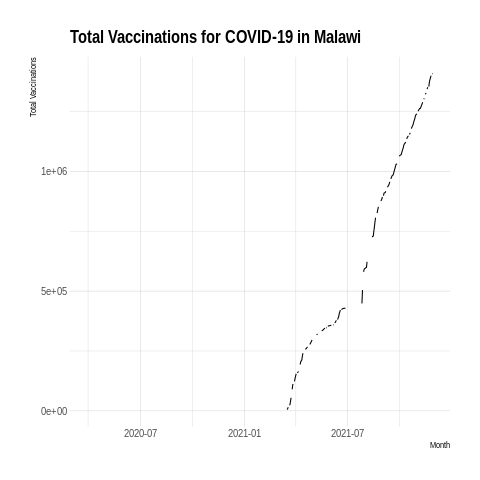 Total Vaccinations for COVID-19 in Malawi
Total Vaccinations
1e+06
5e+05
0e+00
2020-07
2021-01
2021-07
Month